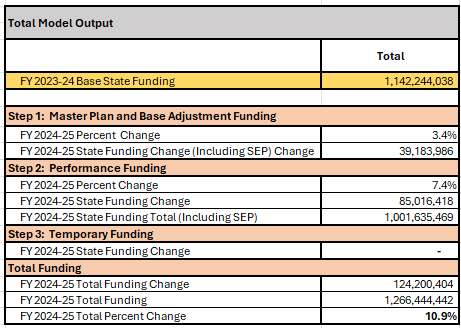 Total Model Output
Total
FY 2023-24 Base State Funding 1,142,244,038
Step 1: Master Plan and Base Adjustment Funding
FY 2024-25 Percent Change 3.4%
FY 2024-25 State Funding Change (Including SEP) Change 39,183,986
Step 2: Performance Funding
FY 2024-25 Percent Change 7.4%
FY 2024-25 State Funding Change 85,016,418
FY 2024-25 State Funding Total (Including SEP) 1,001,635,469
Step 3: Temporary Funding
FY 2024-25 State Funding Change -
Total Funding
FY 2024-25 Total Funding Change 124,200,404
FY 2024-25 Total Funding 1,266,444,442
FY 2024-25 Total Percent Change 10.9%